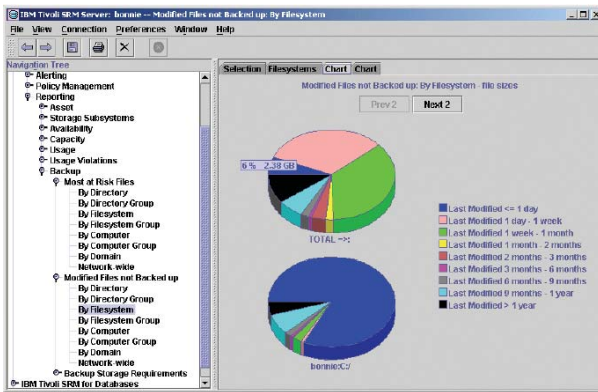 IBM Tivoli SRM Server: bonnie -- Modified Files not Backed up: By Filesystem
File View Connection Preferences Window Help
Navigation Tree
Alerting
Policy Management
Reporting
Asset
Storage Subsystems
Availability
Capacity
Usage
Usage Violations
Backup
Most at Risk Files
By Directory
By Directory Group
By Filesystem
By Filesystem Group
By Computer
By Computer Group
By Domain
Network-wide
Modified Files not Backed up
By Directory
By Directory Group
By Filesystem
By Filesystem Group
By Computer
By Computer Group
By Domain
Network-wide
Backup Storage Requirements
IBM Tivoli SRM for Databases
Selection Filesystems Chart Chart
Modified Files not Backed up: By Filesystem - file sizes
Prev 2 Next 2
6 % 2.38 GB
TOTAL =>:
bonnie:C:/
Last Modified <= 1 day
Last Modified 1 day - 1 week
Last Modified 1 week - 1 month
Last Modified 1 month - 2 months
Last Modified 2 months - 3 months
Last Modified 3 months - 6 months
Last Modified 6 months - 9 months
Last Modified 9 months - 1 year
Last Modified > 1 year